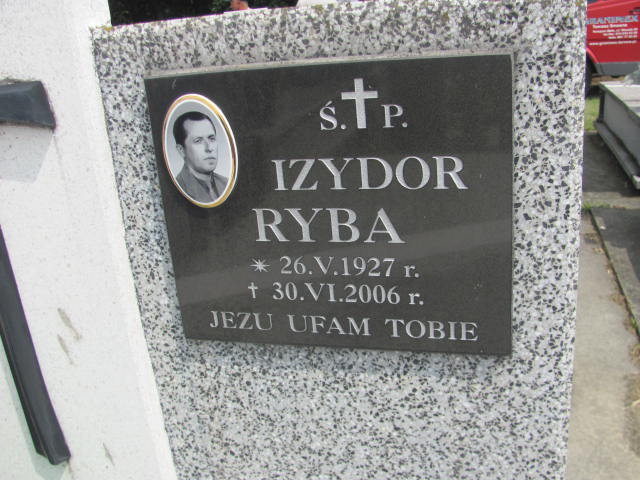 Ś. P.
IZYDOR
RYBA
✴ 26.V.1927 r.
✝ 30.VI.2006 r.
JEZU UFAM TOBIE